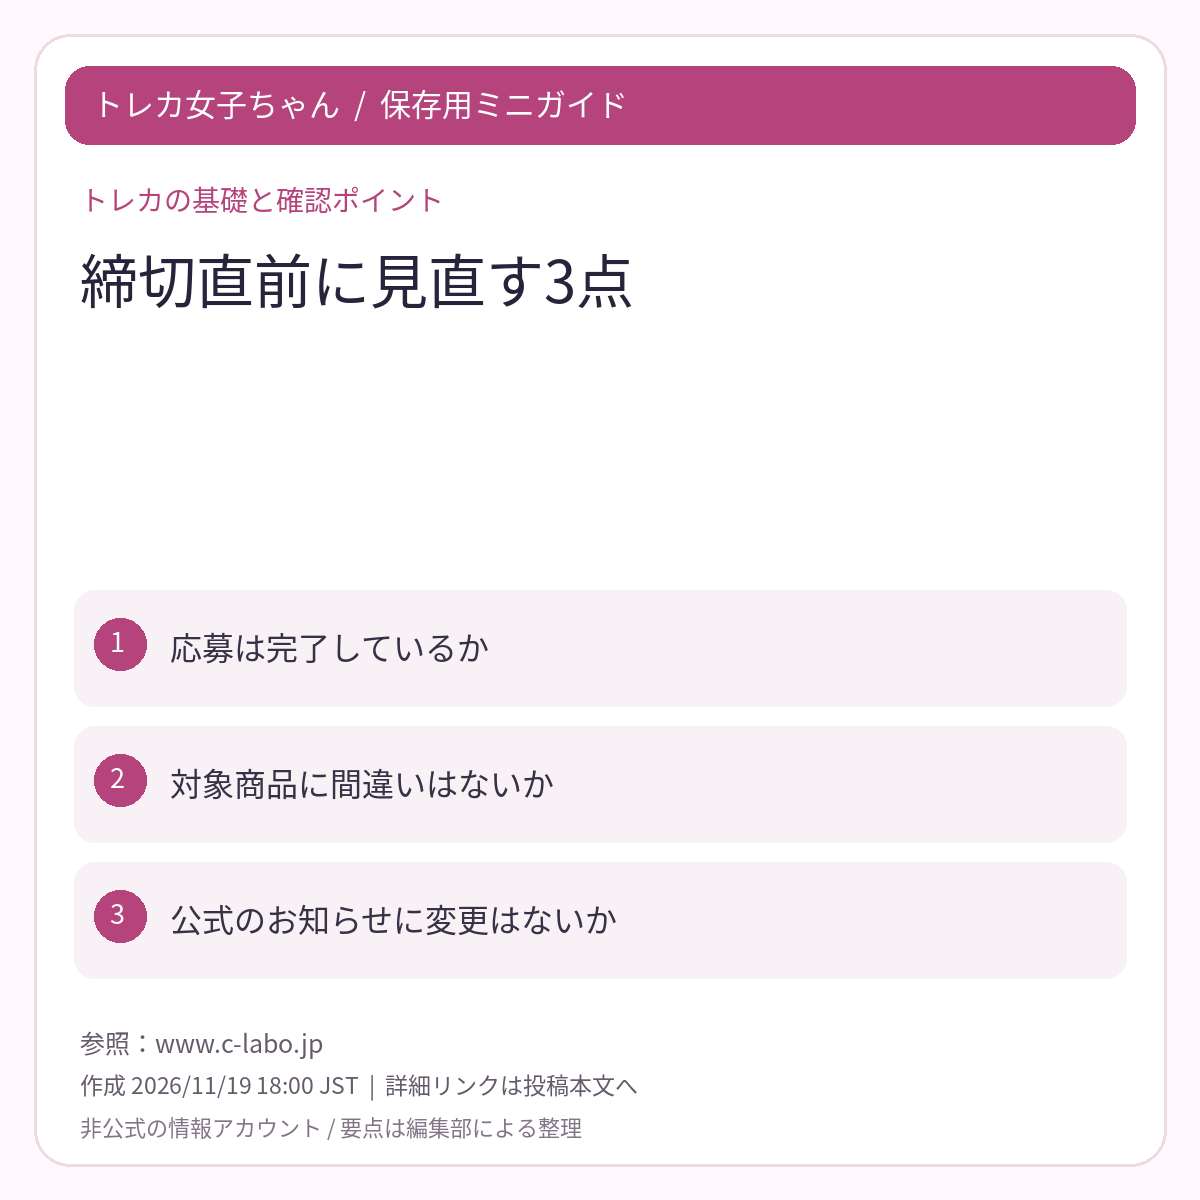 トレカ女子ちゃん / 保存用ミニガイド
トレカの基礎と確認ポイント
締切直前に見直す3点
1 応募は完了しているか
2 対象商品に間違いはないか
3 公式のお知らせに変更はないか
参照：www.c-labo.jp
作成 2026/11/19 18:00 JST | 詳細リンクは投稿本文へ
非公式の情報アカウント / 要点は編集部による整理